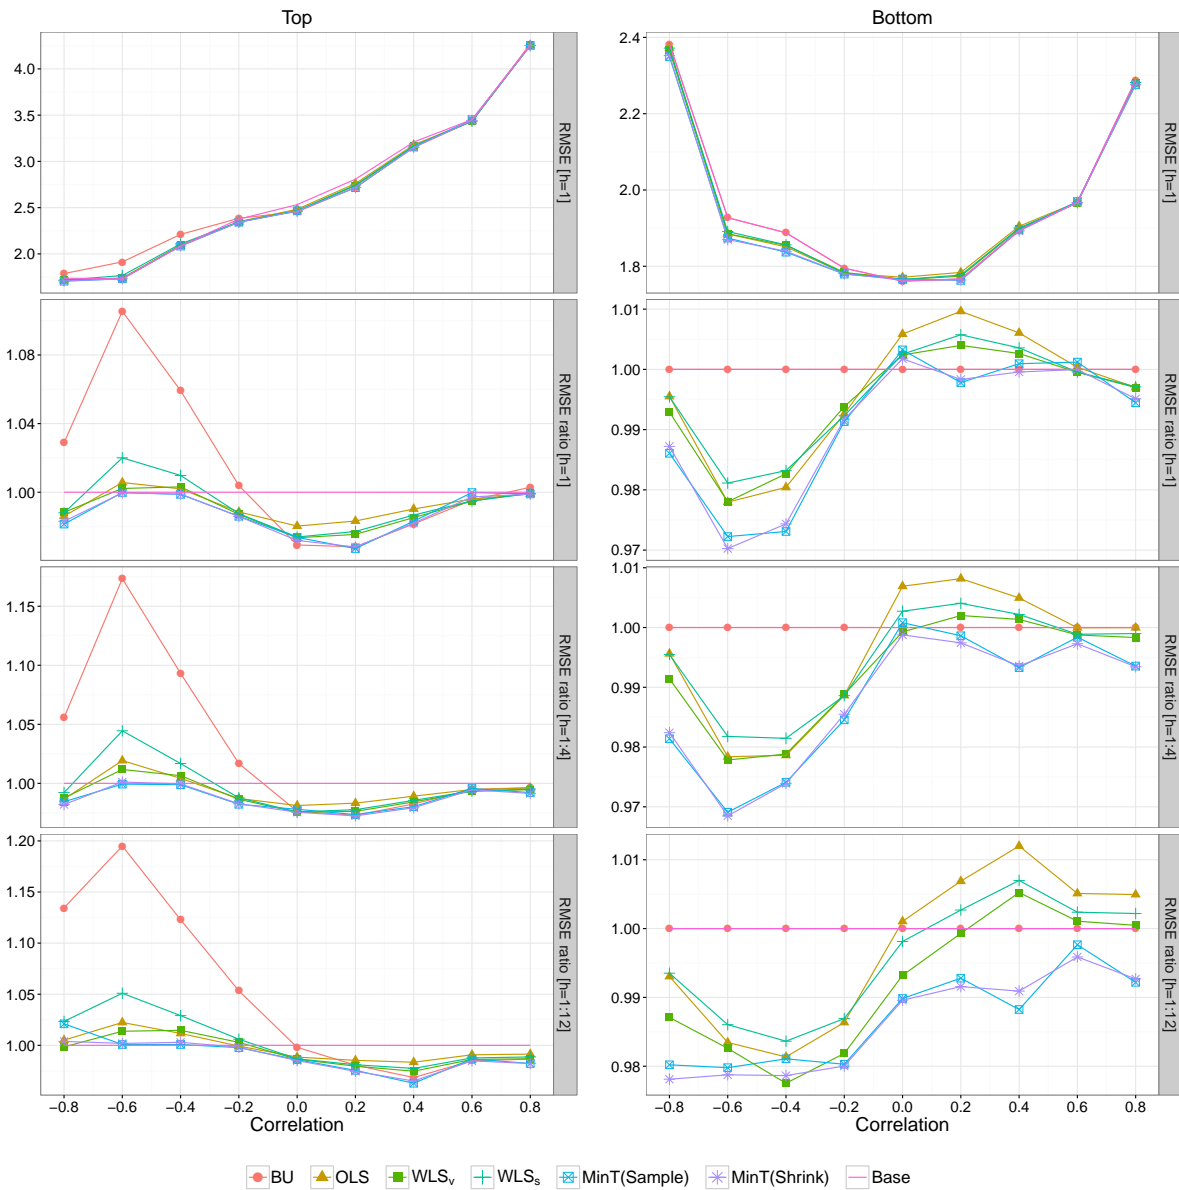 Top
Bottom
4.0
3.5
3.0
2.5
2.0
RMSE [h=1]
2.4
2.2
2.0
1.8
RMSE [h=1]
1.08
1.04
1.00
RMSE ratio [h=1]
1.01
1.00
0.99
0.98
0.97
RMSE ratio [h=1]
1.15
1.10
1.05
1.00
RMSE ratio [h=1:4]
1.01
1.00
0.99
0.98
0.97
RMSE ratio [h=1:4]
1.20
1.15
1.10
1.05
1.00
RMSE ratio [h=1:12]
1.01
1.00
0.99
0.98
RMSE ratio [h=1:12]
−0.8 −0.6 −0.4 −0.2 0.0 0.2 0.4 0.6 0.8
Correlation
−0.8 −0.6 −0.4 −0.2 0.0 0.2 0.4 0.6 0.8
Correlation
BU OLS WLSv WLSs MinT(Sample) MinT(Shrink) Base